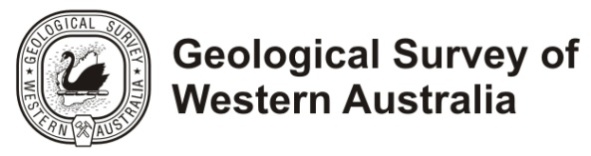 GEOLOGICAL SURVEY
Geological Survey of
Western Australia
★ WESTERN AUSTRALIA ★